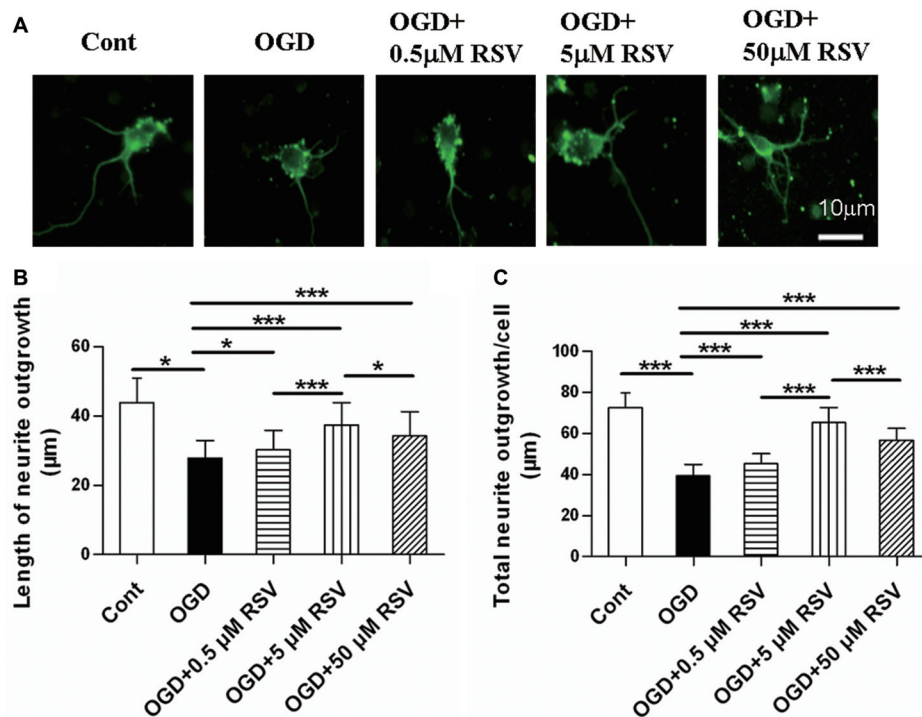 A
Cont
OGD
OGD+
0.5μM RSV
OGD+
5μM RSV
OGD+
50μM RSV
10μm
B
Length of neurite outgrowth
(μm)
60
40
20
0
***
***
*
*
***
*
Cont
OGD
OGD+0.5 μM RSV
OGD+5 μM RSV
OGD+50 μM RSV
C
Total neurite outgrowth/cell
(μm)
100
80
60
40
20
0
***
***
***
***
***
***
Cont
OGD
OGD+0.5 μM RSV
OGD+5 μM RSV
OGD+50 μM RSV